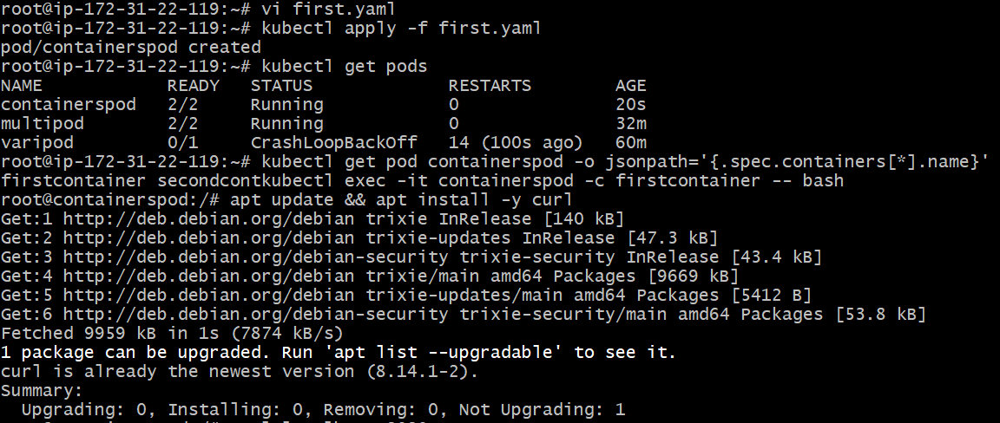 root@ip-172-31-22-119:~# vi first.yaml
root@ip-172-31-22-119:~# kubectl apply -f first.yaml
pod/containerspod created
root@ip-172-31-22-119:~# kubectl get pods
NAME            READY   STATUS             RESTARTS        AGE
containerspod   2/2     Running            0               20s
multipod        2/2     Running            0               32m
varipod         0/1     CrashLoopBackOff   14 (100s ago)   60m
root@ip-172-31-22-119:~# kubectl get pod containerspod -o jsonpath='{.spec.containers[*].name}'
firstcontainer secondcontkubectl exec -it containerspod -c firstcontainer -- bash
root@containerspod:/# apt update && apt install -y curl
Get:1 http://deb.debian.org/debian trixie InRelease [140 kB]
Get:2 http://deb.debian.org/debian trixie-updates InRelease [47.3 kB]
Get:3 http://deb.debian.org/debian-security trixie-security InRelease [43.4 kB]
Get:4 http://deb.debian.org/debian trixie/main amd64 Packages [9669 kB]
Get:5 http://deb.debian.org/debian trixie-updates/main amd64 Packages [5412 B]
Get:6 http://deb.debian.org/debian-security trixie-security/main amd64 Packages [53.8 kB]
Fetched 9959 kB in 1s (7874 kB/s)
1 package can be upgraded. Run 'apt list --upgradable' to see it.
curl is already the newest version (8.14.1-2).
Summary:
  Upgrading: 0, Installing: 0, Removing: 0, Not Upgrading: 1